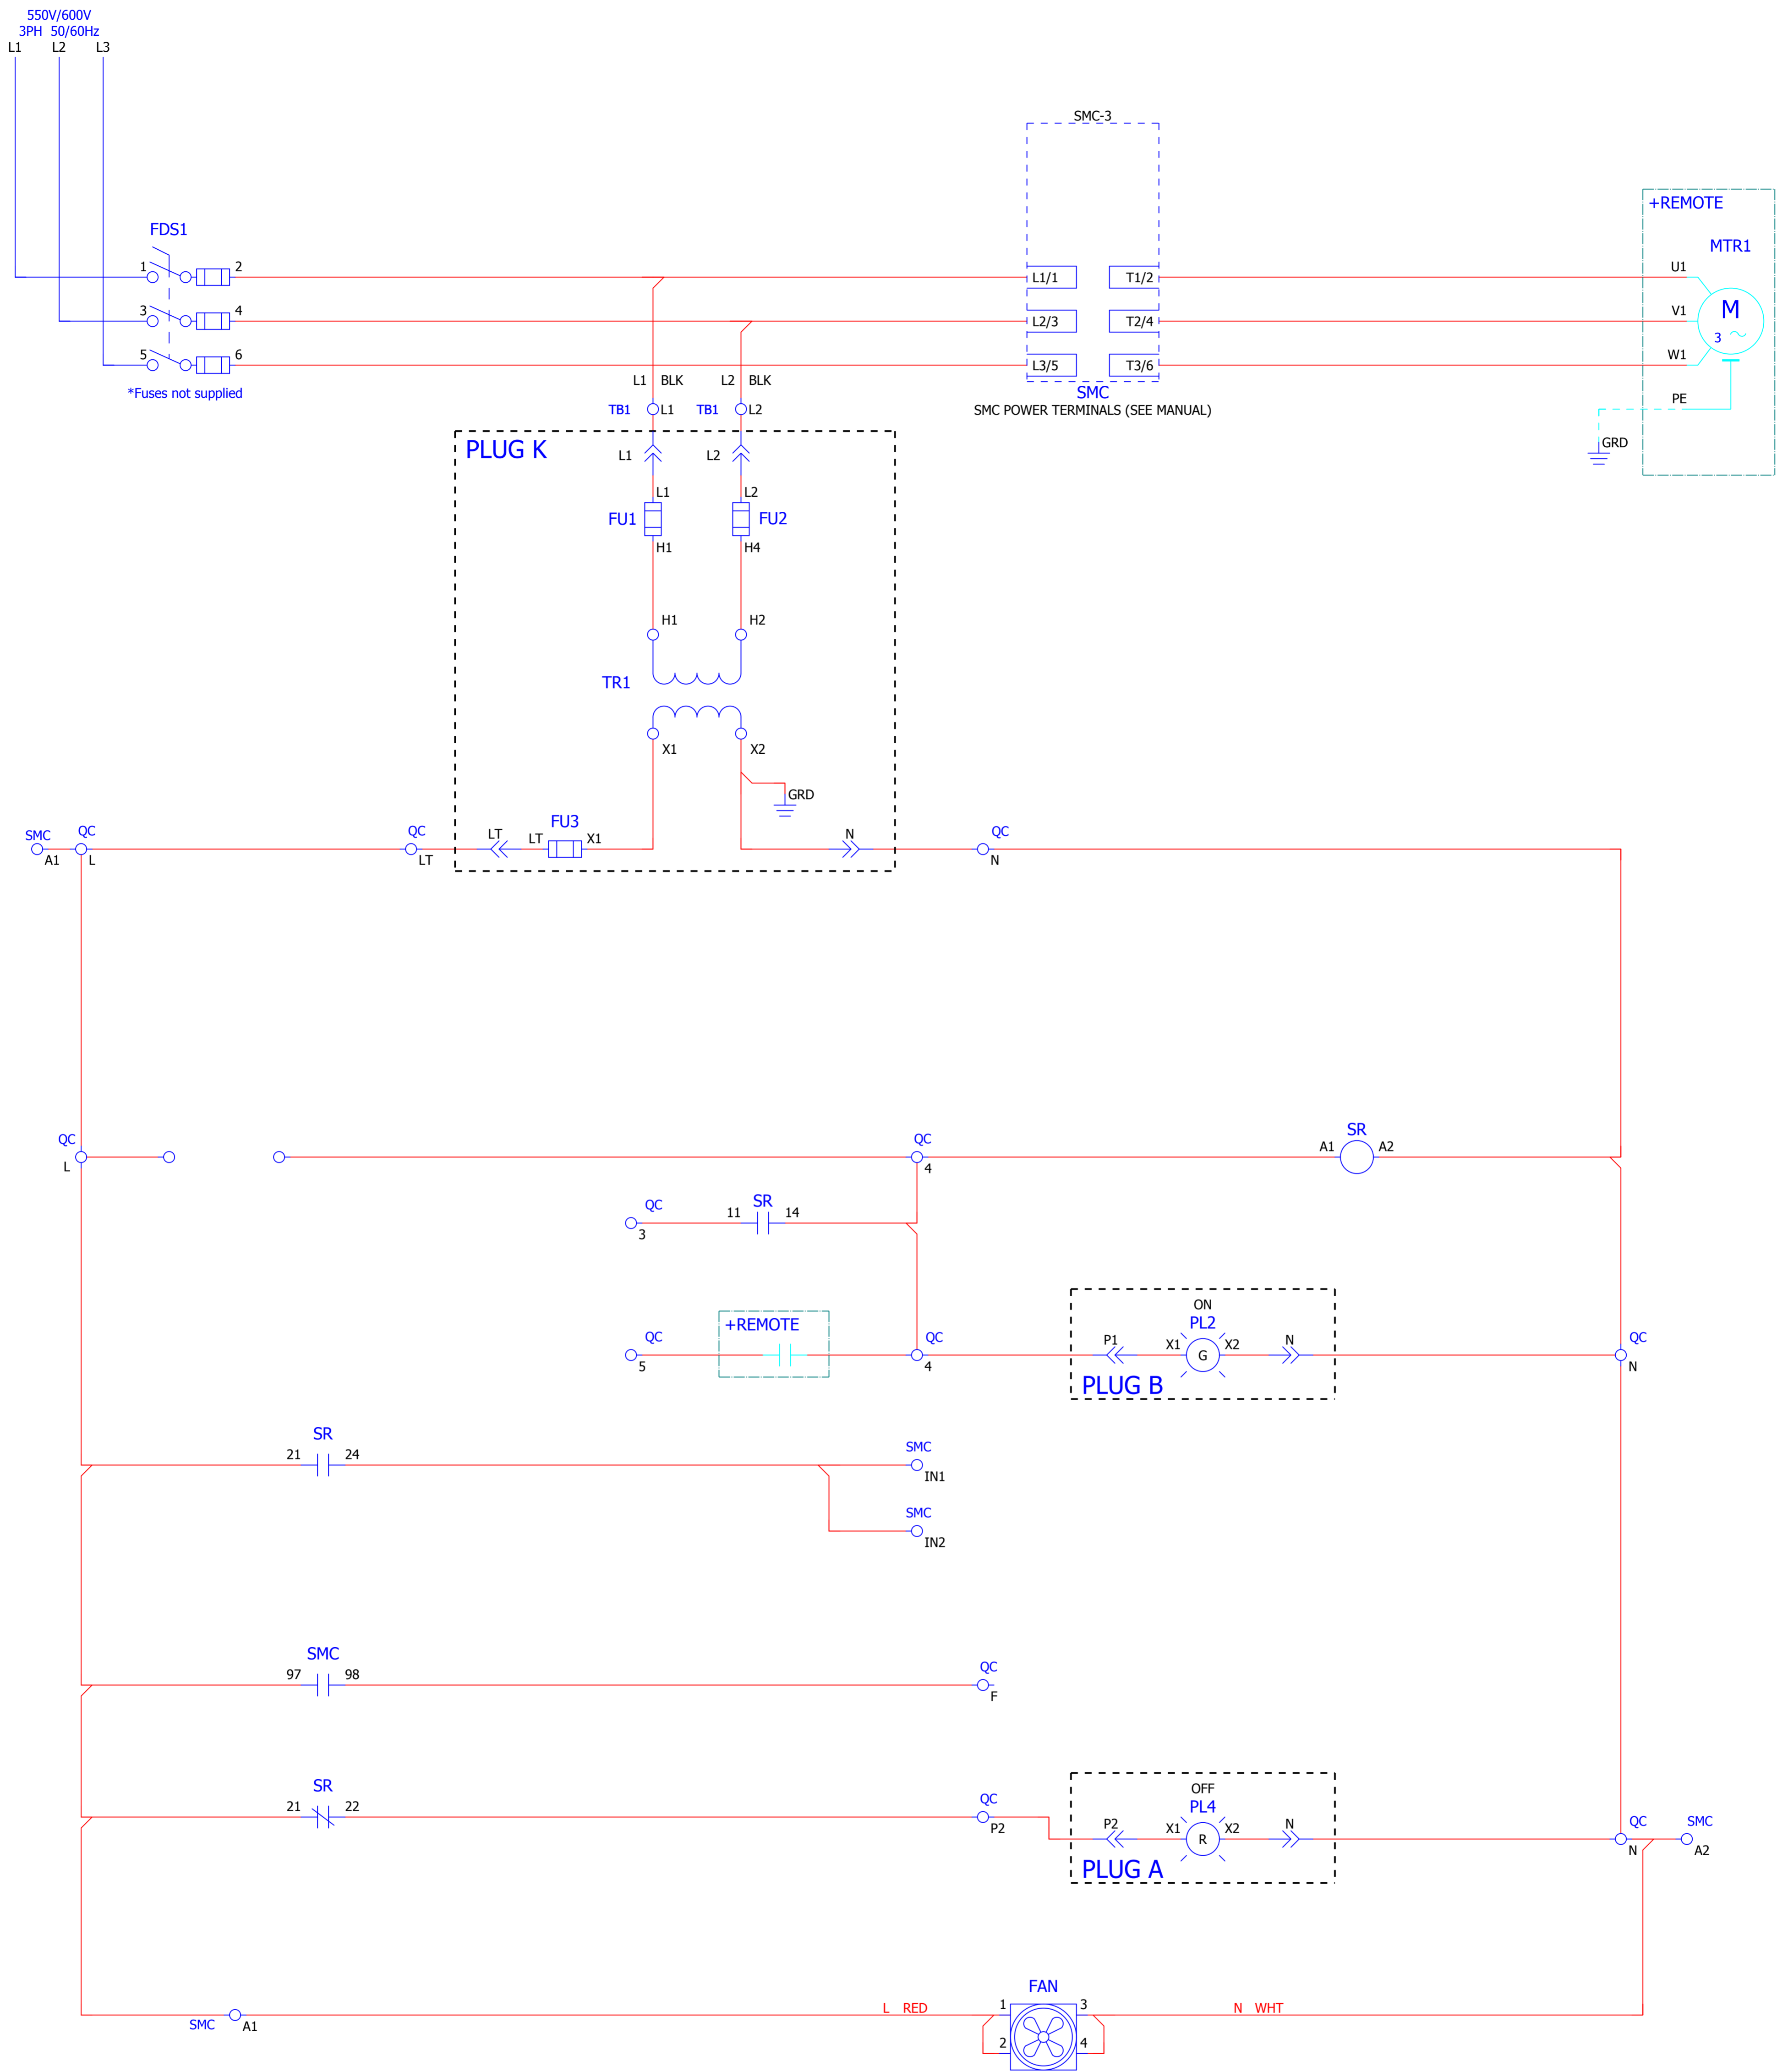 550V/600V
3PH 50/60Hz
L1 L2 L3
SMC-3
+REMOTE
MTR1
FDS1
1 2
L1/1 T1/2
U1
3 4
L2/3 T2/4
V1
M
3
5 6
L3/5 T3/6
W1
*Fuses not supplied
L1 BLK L2 BLK
SMC
SMC POWER TERMINALS (SEE MANUAL)
PE
GRD
TB1 L1 TB1 L2
PLUG K
L1 L2
L1 L2
FU1 FU2
H1 H4
H1 H2
TR1
X1 X2
GRD
SMC QC QC LT LT FU3 X1 N QC
A1 L LT N
QC QC A1 SR A2
L 4
QC 11 SR 14
3
+REMOTE
ON
PL2
QC QC P1 X1 G X2 N QC
5 4 N
PLUG B
SR
21 24
SMC
IN1
SMC
IN2
SMC
97 98
QC
F
SR
21 22
QC
P2
OFF
PL4
P2 X1 R X2 N
PLUG A
QC SMC
N A2
FAN
L RED 1 3 N WHT
SMC A1
2 4